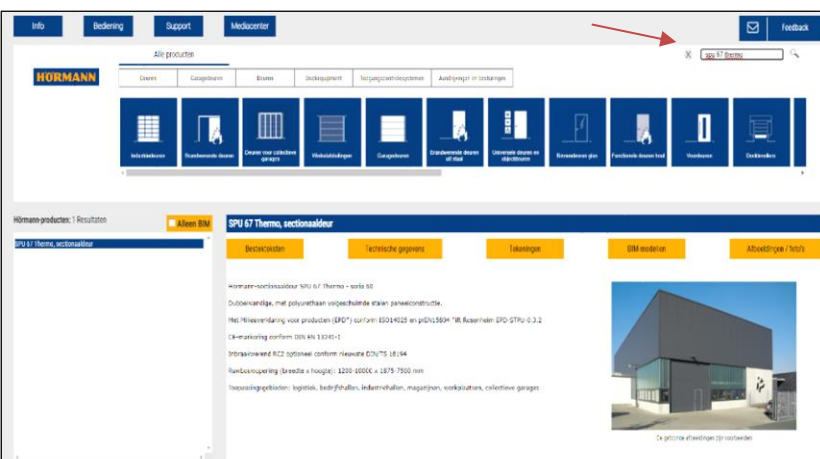 Info Bediening Support Mediacenter Feedback
Alle producten
spu 67 thermo
HÖRMANN
Deuren Garagedeuren Deuren Dockequipment Toegangscontrolesystemen Aandrijvingen en besturingen
Industriedeuren Brandwerende deuren Deuren voor collectieve garages Winkelafsluitingen Garagedeuren Brandwerende deuren uit staal Universele deuren en objectdeuren Binnendeuren glas Functionele deuren hout Voordeuren Docklevellers
Hörmann-producten: 1 Resultaten
Alleen BIM
SPU 67 Thermo, sectionaaldeur
SPU 67 Thermo, sectionaaldeur
Bestekteksten Technische gegevens Tekeningen BIM modellen Afbeeldingen / foto's
Hörmann-sectionaaldeur SPU 67 Thermo - serie 60
Dubbelwandige, met polyurethaan volgeschuimde stalen paneelconstructie.
Met Milieuverklaring voor producten (EPD*) conform ISO14025 en prEN15804 *ift Rosenheim EPD-STPU-0.3.2
CE-markering conform DIN EN 13241-1
Inbraakwerend RC2 optioneel conform nieuwste DIN/TS 18194
Ruwbouwopening (breedte x hoogte): 1200-10000 x 1875-7500 mm
Toepassingsgebieden: logistiek, bedrijfshallen, industriehallen, magazijnen, werkplaatsen, collectieve garages
De getoonde afbeeldingen zijn voorbeelden